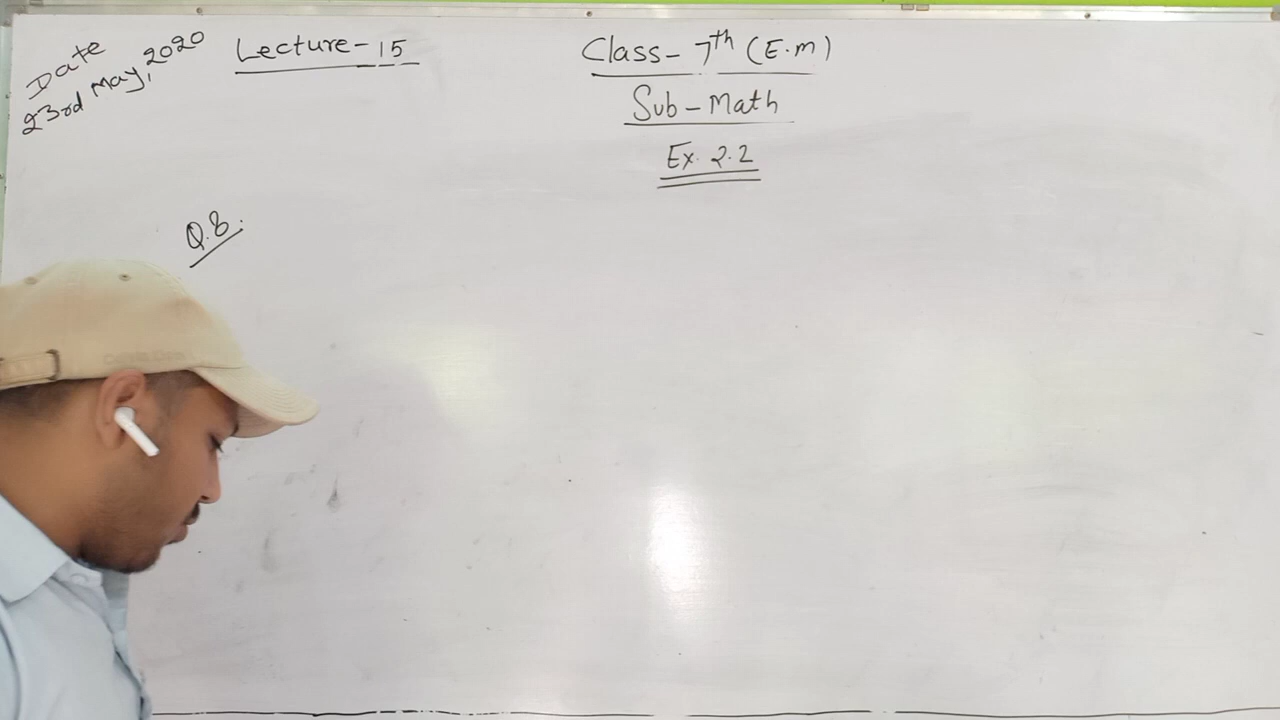 Date
23rd May, 2020
Lecture-15
Class- 7th (E.m)
Sub-Math
Ex. 2.2
Q.8.